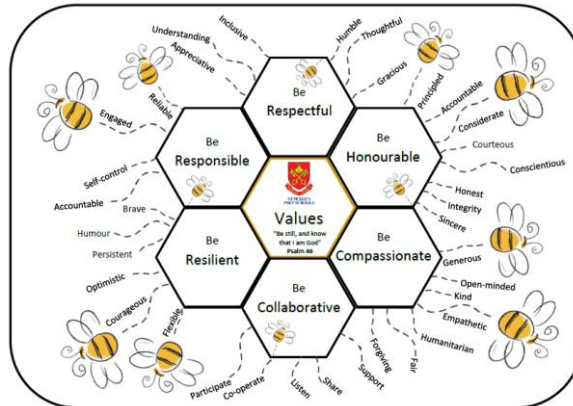 Inclusive
Understanding
Appreciative
Humble
Thoughtful
Gracious
Be
Respectful
Reliable
Engaged
Be
Responsible
Self-control
Accountable
Principled
Accountable
Considerate
Courteous
Conscientious
Be
Honourable
Honest
Integrity
Sincere
Values
"Be still, and know
that I am God"
Psalm 46
Brave
Humour
Persistent
Optimistic
Courageous
Flexible
Be
Resilient
Be
Compassionate
Generous
Open-minded
Kind
Empathetic
Humanitarian
Fair
Forgiving
Be
Collaborative
Participate
Co-operate
Listen
Share
Support